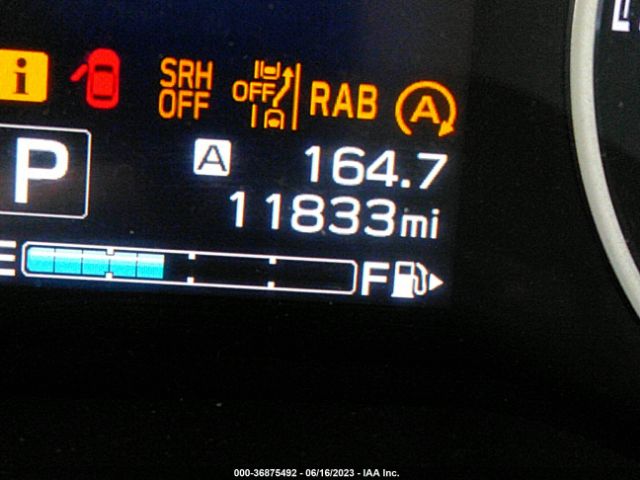 i
SRH
OFF
OFF
RAB
A
P
A
164.7
11833mi
E
F
000-36875492 - 06/16/2023 - IAA Inc.